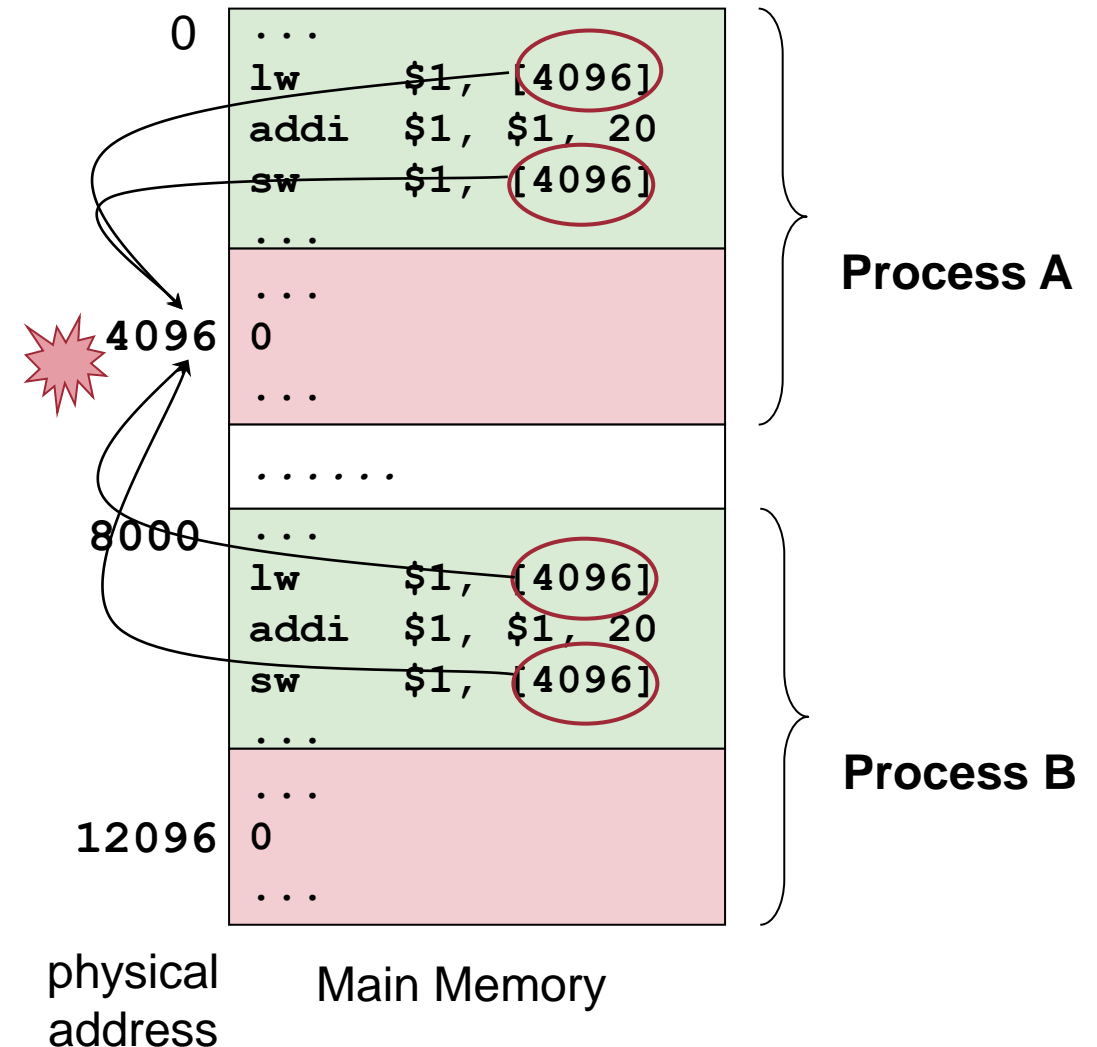 0 ...
lw $1, [4096]
addi $1, $1, 20
sw $1, [4096]
...
Process A
...
4096 0
...
......
8000 ...
lw $1, [4096]
addi $1, $1, 20
sw $1, [4096]
...
Process B
...
12096 0
...
physical
address
Main Memory